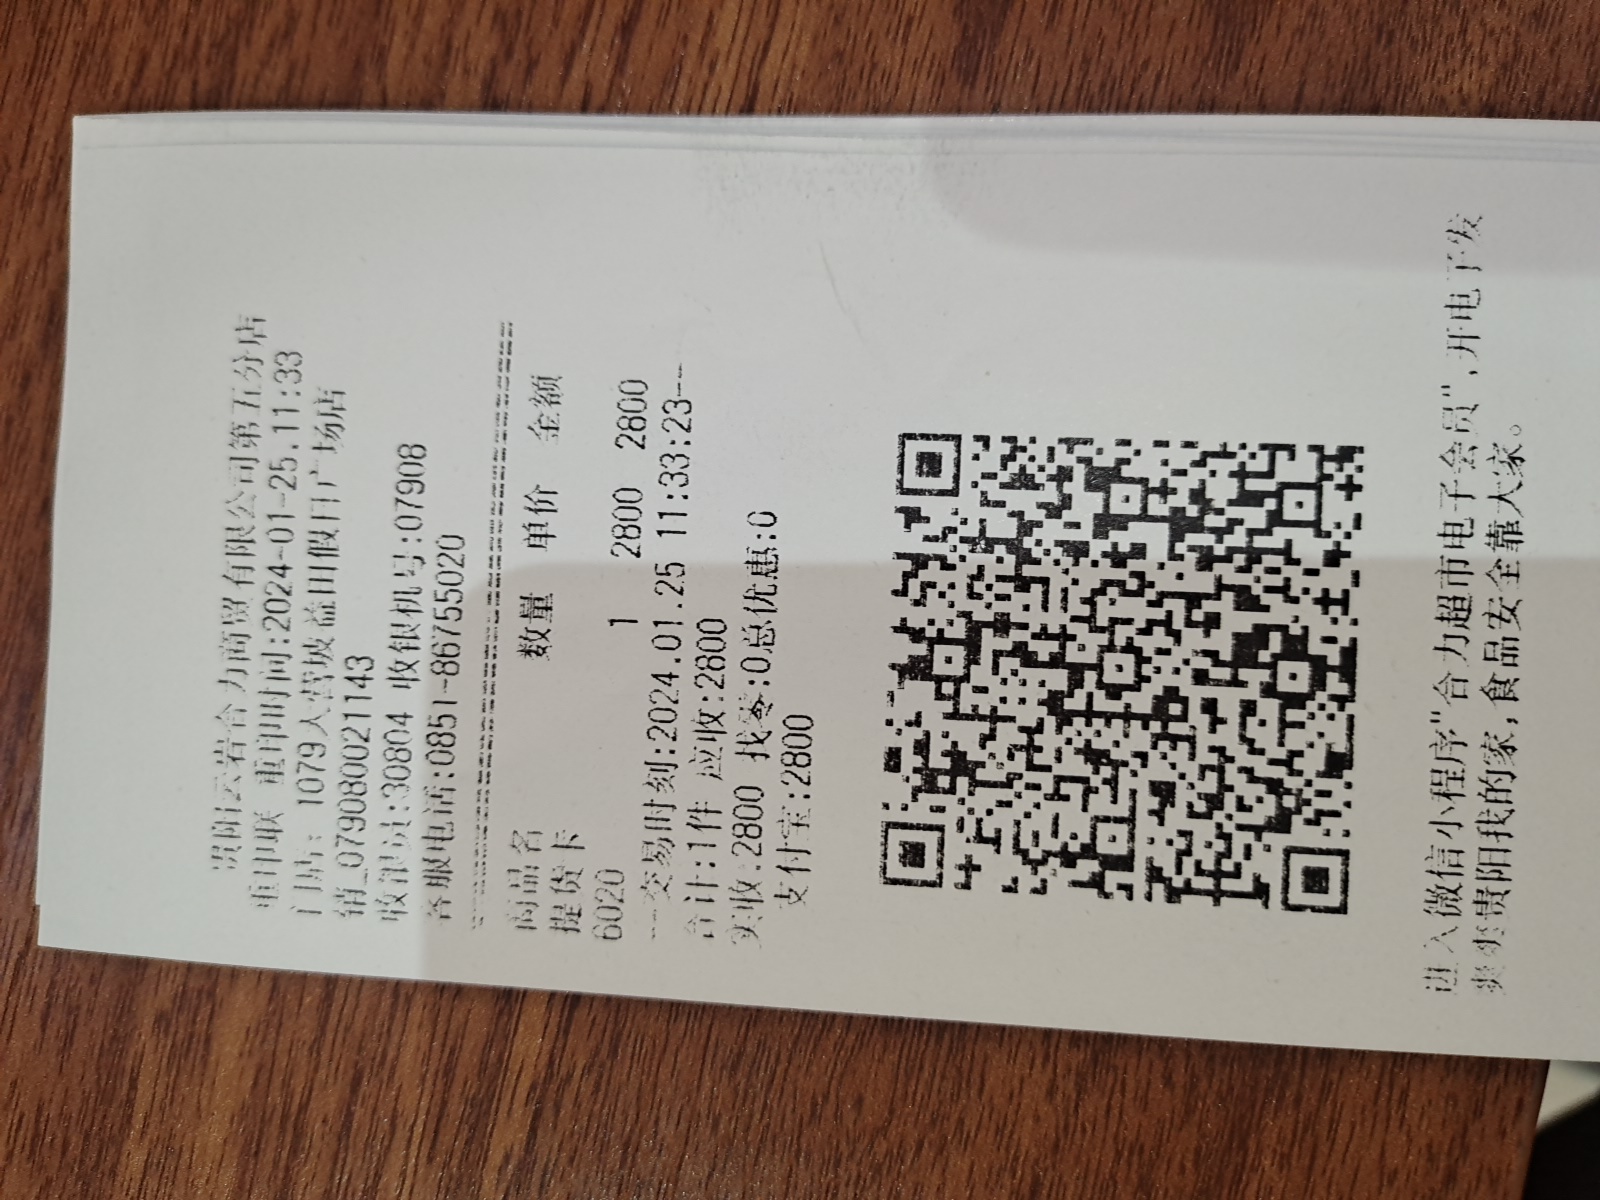 贵阳云岩合力商贸有限公司第五分店
重印联 重印时间:2024-01-25.11:33
门店: 1079大营坡益田假日广场店
销_079080021143
收银员:30804 收银机号:07908
客服电话:0851-86755020
商品名 数量 单价 金额
提货卡
6020 1 2800 2800
---交易时刻:2024.01.25 11:33:23---
合计:1件 应收:2800
实收:2800 找零:0总优惠:0
支付宝:2800
进入微信小程序"合力超市电子会员",开电子发
爽爽贵阳我的家,食品安全靠大家。